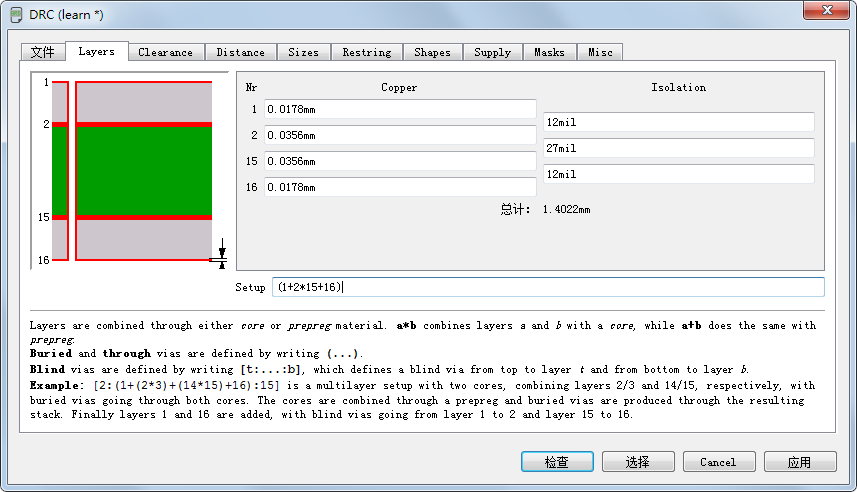 DRC (learn *)
文件 Layers Clearance Distance Sizes Restring Shapes Supply Masks Misc
Nr Copper Isolation
1
1 0.0178mm
12mil
2
2 0.0356mm
27mil
15 0.0356mm
12mil
16 0.0178mm
总计: 1.4022mm
15
16
Setup (1+2*15+16)
Layers are combined through either core or prepreg material. a*b combines layers a and b with a core, while a+b does the same with
prepreg.
Buried and through vias are defined by writing (...).
Blind vias are defined by writing [t:...:b], which defines a blind via from top to layer t and from bottom to layer b.
Example: [2:(1+(2*3)+(14*15)+16):15] is a multilayer setup with two cores, combining layers 2/3 and 14/15, respectively, with
buried vias going through both cores. The cores are combined through a prepreg and buried vias are produced through the resulting
stack. Finally layers 1 and 16 are added, with blind vias going from layer 1 to 2 and layer 15 to 16.
检查 选择 Cancel 应用